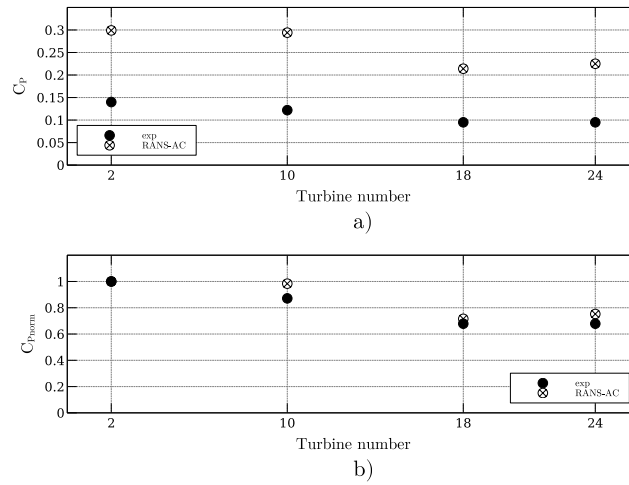 0.3
0.25
0.2
0.15
0.1
0.05
0
C_P
exp
RANS-AC
2
10
18
24
Turbine number
a)
1
0.8
0.6
0.4
0.2
0
C_Pnorm
exp
RANS-AC
2
10
18
24
Turbine number
b)